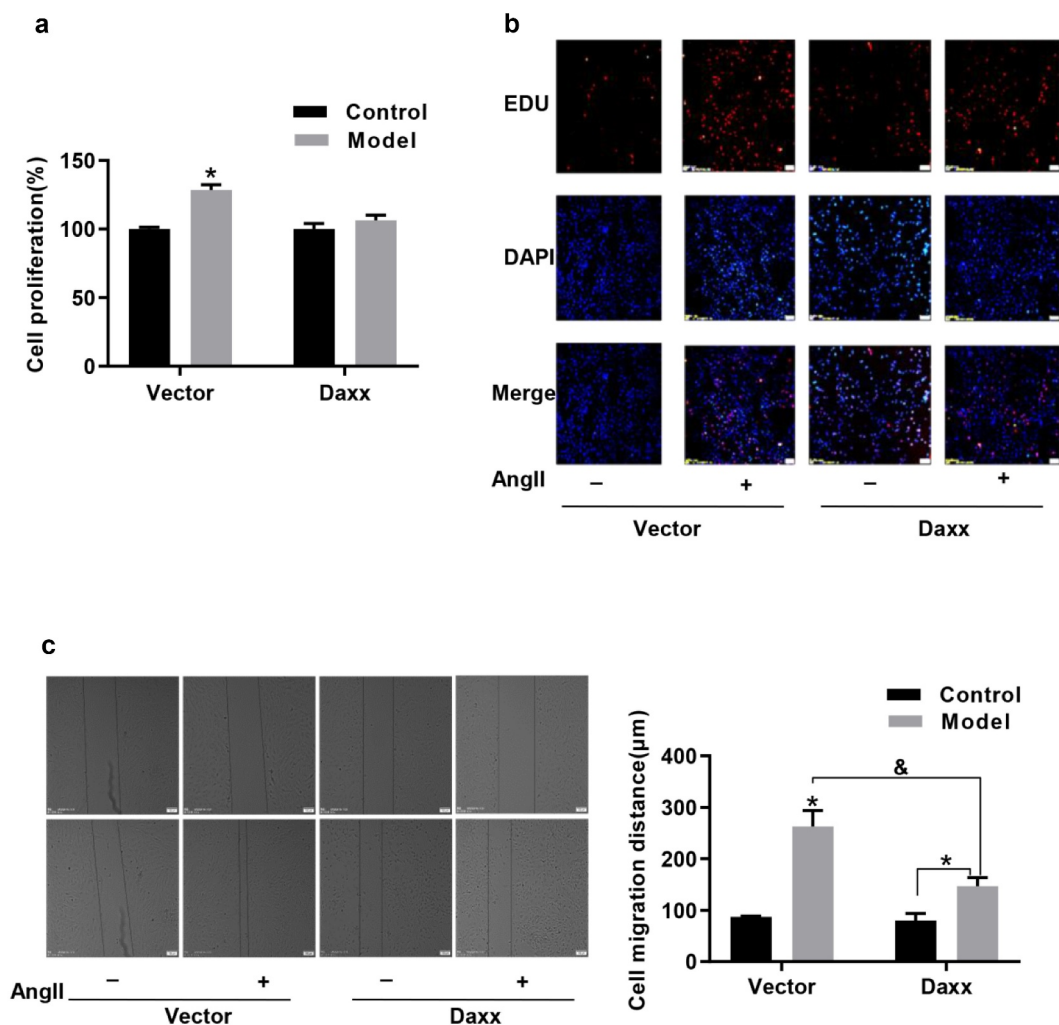 a
Control
Model
Cell proliferation(%)
150
100
50
0
*
Vector
Daxx
b
EDU
DAPI
Merge
AngII
–
+
–
+
Vector
Daxx
c
AngII
–
+
–
+
Vector
Daxx
Control
Model
Cell migration distance(μm)
400
300
200
100
0
&
*
*
Vector
Daxx